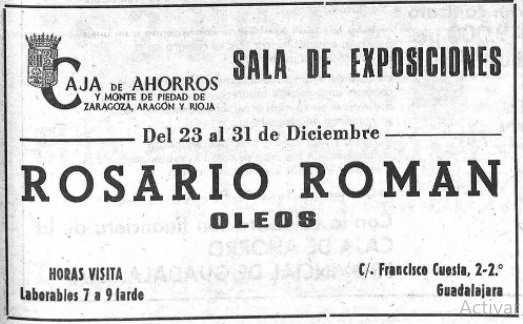 CAJA DE AHORROS
Y MONTE DE PIEDAD DE
ZARAGOZA, ARAGON Y RIOJA
SALA DE EXPOSICIONES
Del 23 al 31 de Diciembre
ROSARIO ROMAN
OLEOS
HORAS VISITA
Laborables 7 a 9 tarde
C/. Francisco Cuesta, 2-2.º
Guadalajara
Activa